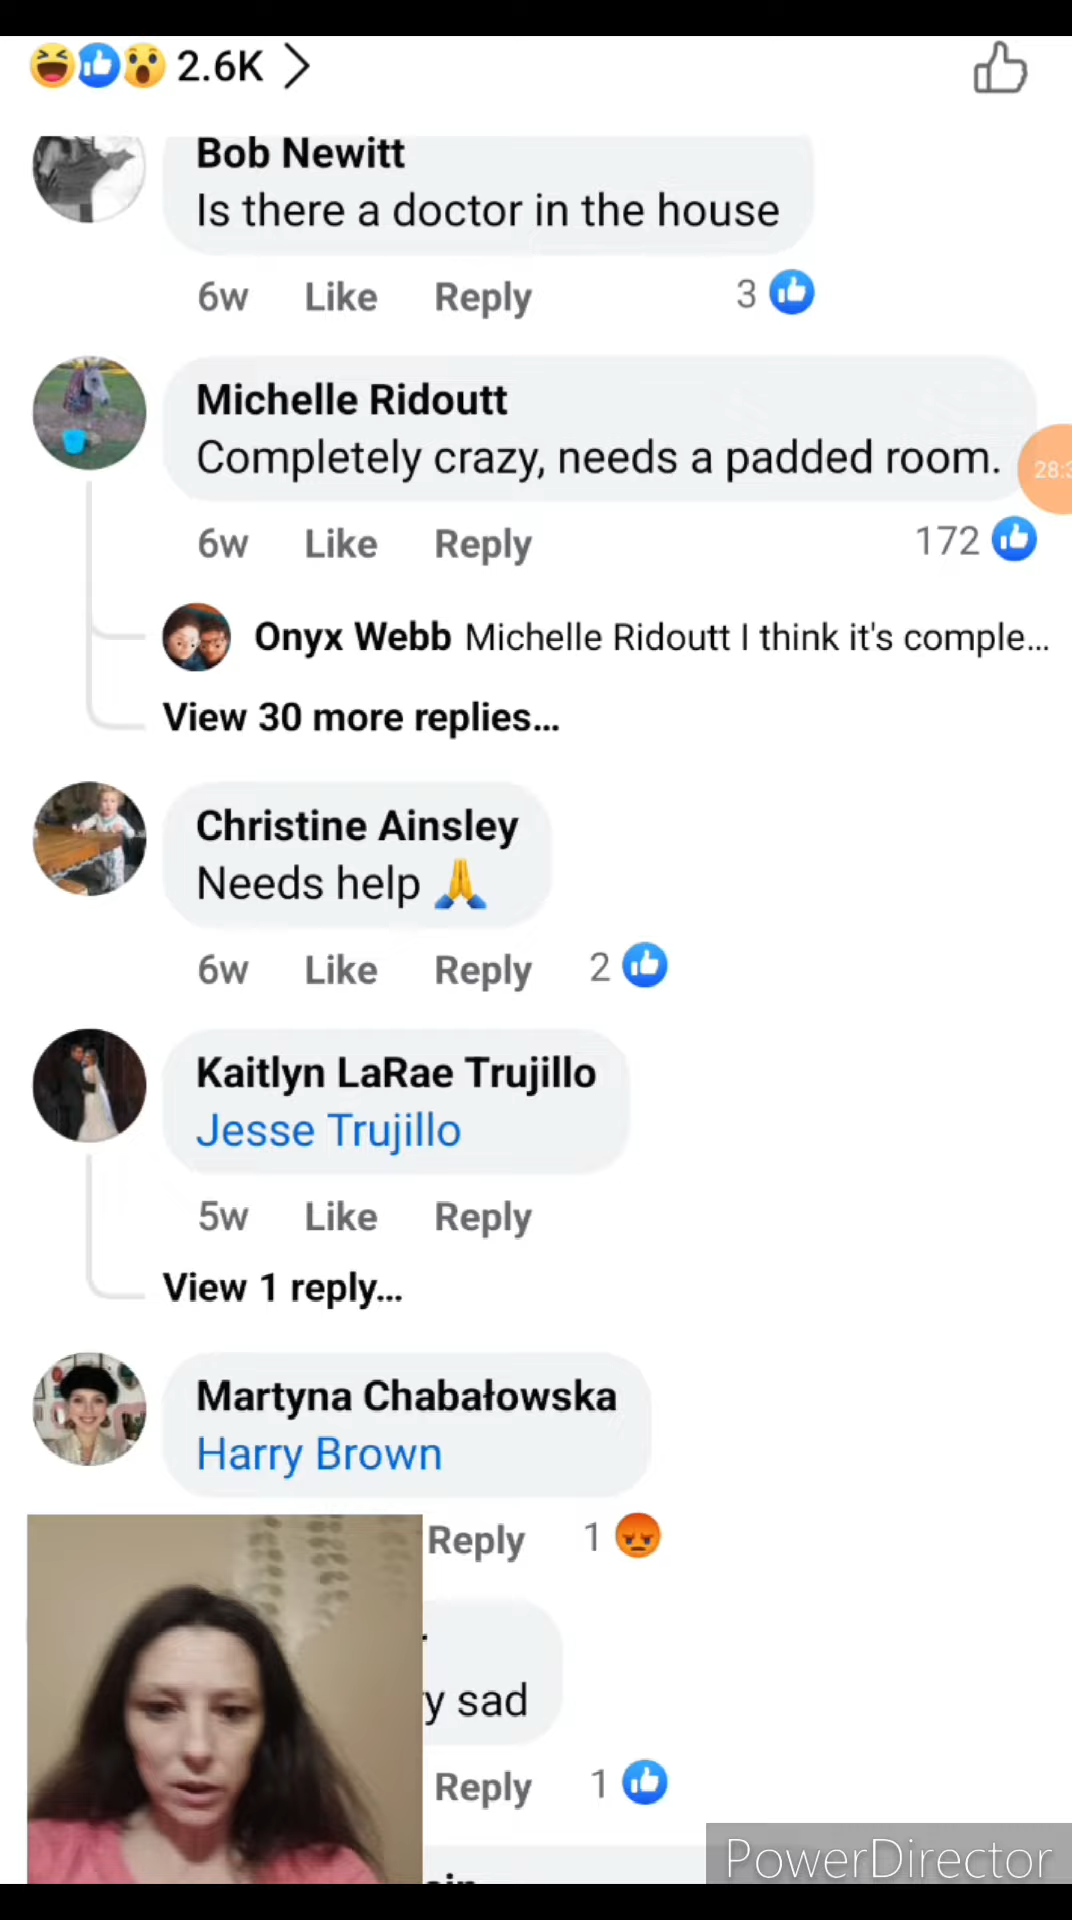 2.6K
Bob Newitt
Is there a doctor in the house
6w Like Reply 3
Michelle Ridoutt
Completely crazy, needs a padded room.
28:3
6w Like Reply 172
Onyx Webb Michelle Ridoutt I think it's comple...
View 30 more replies...
Christine Ainsley
Needs help
6w Like Reply 2
Kaitlyn LaRae Trujillo
Jesse Trujillo
5w Like Reply
View 1 reply...
Martyna Chabałowska
Harry Brown
Reply 1
y sad
Reply 1
PowerDirector